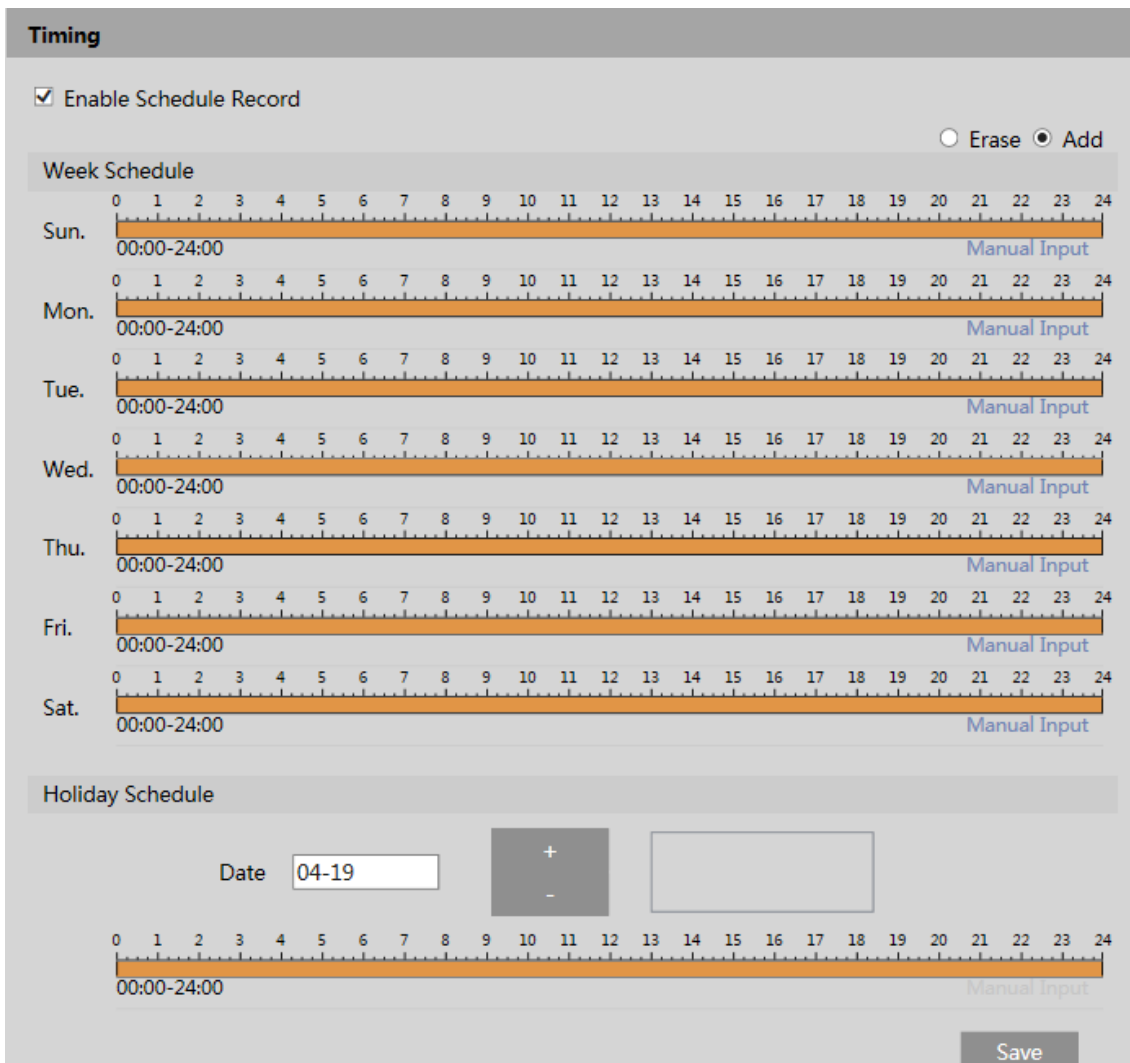 Timing
Enable Schedule Record
Erase Add
Week Schedule
0 1 2 3 4 5 6 7 8 9 10 11 12 13 14 15 16 17 18 19 20 21 22 23 24
Sun.
00:00-24:00 Manual Input
0 1 2 3 4 5 6 7 8 9 10 11 12 13 14 15 16 17 18 19 20 21 22 23 24
Mon.
00:00-24:00 Manual Input
0 1 2 3 4 5 6 7 8 9 10 11 12 13 14 15 16 17 18 19 20 21 22 23 24
Tue.
00:00-24:00 Manual Input
0 1 2 3 4 5 6 7 8 9 10 11 12 13 14 15 16 17 18 19 20 21 22 23 24
Wed.
00:00-24:00 Manual Input
0 1 2 3 4 5 6 7 8 9 10 11 12 13 14 15 16 17 18 19 20 21 22 23 24
Thu.
00:00-24:00 Manual Input
0 1 2 3 4 5 6 7 8 9 10 11 12 13 14 15 16 17 18 19 20 21 22 23 24
Fri.
00:00-24:00 Manual Input
0 1 2 3 4 5 6 7 8 9 10 11 12 13 14 15 16 17 18 19 20 21 22 23 24
Sat.
00:00-24:00 Manual Input
Holiday Schedule
+
Date 04-19
-
0 1 2 3 4 5 6 7 8 9 10 11 12 13 14 15 16 17 18 19 20 21 22 23 24
00:00-24:00 Manual Input
Save